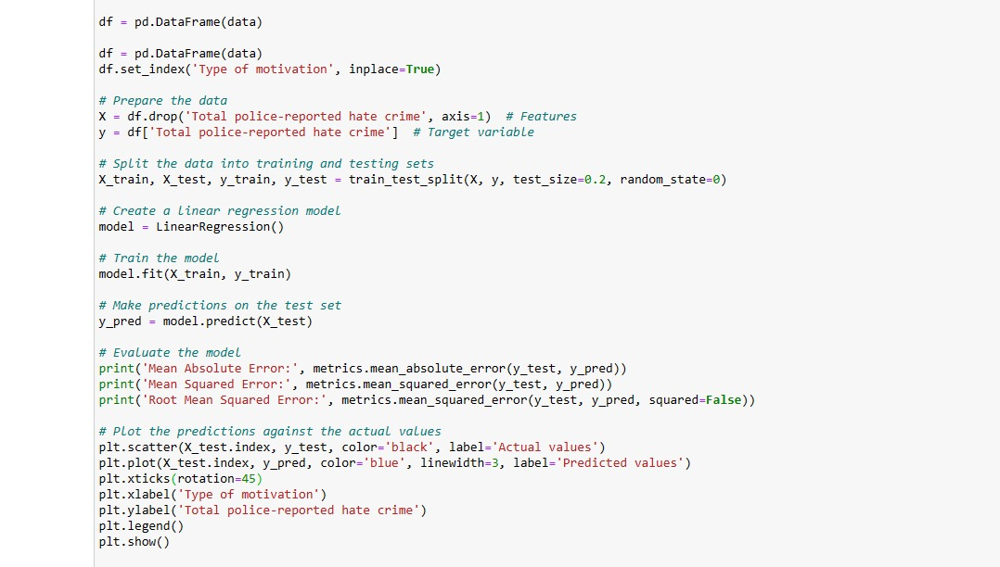 df = pd.DataFrame(data)
df = pd.DataFrame(data)
df.set_index('Type of motivation', inplace=True)
# Prepare the data
X = df.drop('Total police-reported hate crime', axis=1)  # Features
y = df['Total police-reported hate crime']  # Target variable
# Split the data into training and testing sets
X_train, X_test, y_train, y_test = train_test_split(X, y, test_size=0.2, random_state=0)
# Create a linear regression model
model = LinearRegression()
# Train the model
model.fit(X_train, y_train)
# Make predictions on the test set
y_pred = model.predict(X_test)
# Evaluate the model
print('Mean Absolute Error:', metrics.mean_absolute_error(y_test, y_pred))
print('Mean Squared Error:', metrics.mean_squared_error(y_test, y_pred))
print('Root Mean Squared Error:', metrics.mean_squared_error(y_test, y_pred, squared=False))
# Plot the predictions against the actual values
plt.scatter(X_test.index, y_test, color='black', label='Actual values')
plt.plot(X_test.index, y_pred, color='blue', linewidth=3, label='Predicted values')
plt.xticks(rotation=45)
plt.xlabel('Type of motivation')
plt.ylabel('Total police-reported hate crime')
plt.legend()
plt.show()